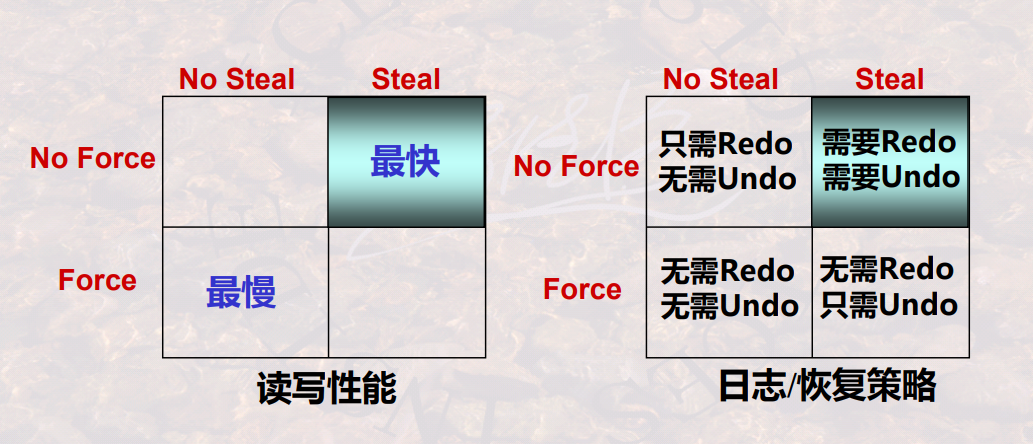 No Steal Steal
No Force
最快
Force
最慢
读写性能
No Steal Steal
No Force
只需Redo
无需Undo
需要Redo
需要Undo
Force
无需Redo
无需Undo
无需Redo
只需Undo
日志/恢复策略